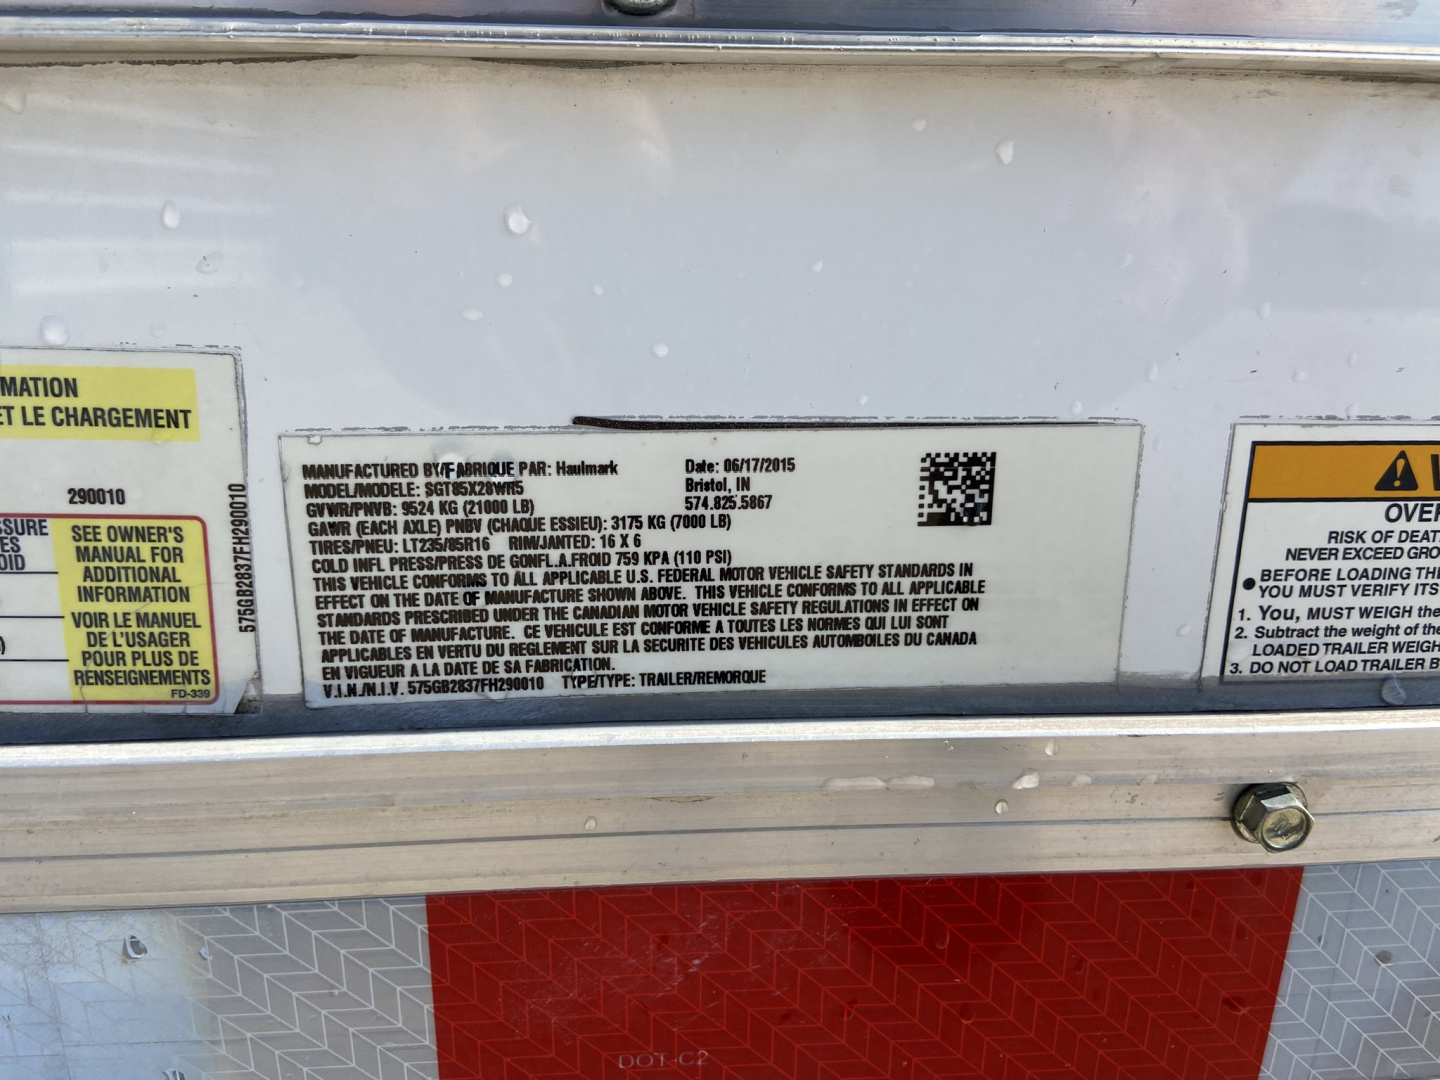 MATION
ET LE CHARGEMENT
290010
SSURE
ES
OID
SEE OWNER'S
MANUAL FOR
ADDITIONAL
INFORMATION
VOIR LE MANUEL
DE L'USAGER
POUR PLUS DE
RENSEIGNEMENTS
FD-339
575GB2837FH290010
MANUFACTURED BY/FABRIQUE PAR: Haulmark Date: 06/17/2015
MODEL/MODELE: SGT85X28WR5 Bristol, IN
GVWR/PNVB: 9524 KG (21000 LB) 574.825.5867
GAWR (EACH AXLE) PNBV (CHAQUE ESSIEU): 3175 KG (7000 LB)
TIRES/PNEU: LT235/85R16 RIM/JANTED: 16 X 6
COLD INFL PRESS/PRESS DE GONFL.A.FROID 759 KPA (110 PSI)
THIS VEHICLE CONFORMS TO ALL APPLICABLE U.S. FEDERAL MOTOR VEHICLE SAFETY STANDARDS IN
EFFECT ON THE DATE OF MANUFACTURE SHOWN ABOVE. THIS VEHICLE CONFORMS TO ALL APPLICABLE
STANDARDS PRESCRIBED UNDER THE CANADIAN MOTOR VEHICLE SAFETY REGULATIONS IN EFFECT ON
THE DATE OF MANUFACTURE. CE VEHICULE EST CONFORME A TOUTES LES NORMES QUI LUI SONT
APPLICABLES EN VERTU DU REGLEMENT SUR LA SECURITE DES VEHICULES AUTOMBOILES DU CANADA
EN VIGUEUR A LA DATE DE SA FABRICATION.
V.I.N./N.I.V. 575GB2837FH290010 TYPE/TYPE: TRAILER/REMORQUE
OVER
RISK OF DEAT
NEVER EXCEED GRO
● BEFORE LOADING THE
YOU MUST VERIFY ITS
1. You, MUST WEIGH the
2. Subtract the weight of the
LOADED TRAILER WEIGH
3. DO NOT LOAD TRAILER B
DOT-C2